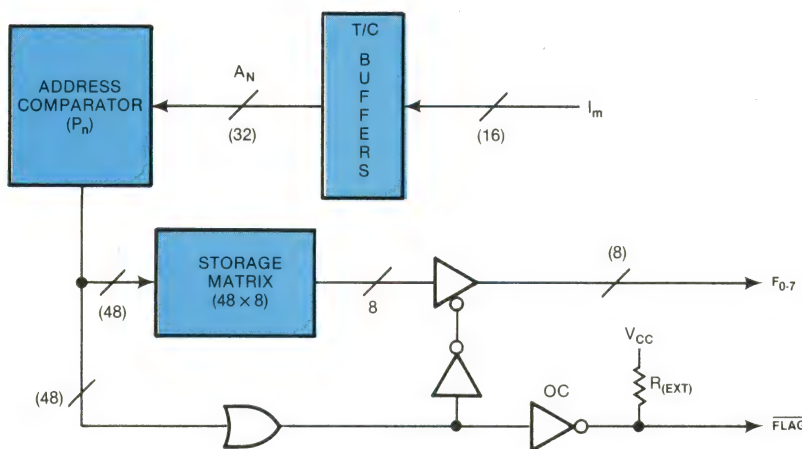 T/C
BUFFERS
ADDRESS
COMPARATOR
(Pn)
AN
(32)
(16)
Im
STORAGE
MATRIX
(48 × 8)
(48)
8
(8)
F0-7
VCC
R(EXT)
(48)
OC
FLAG